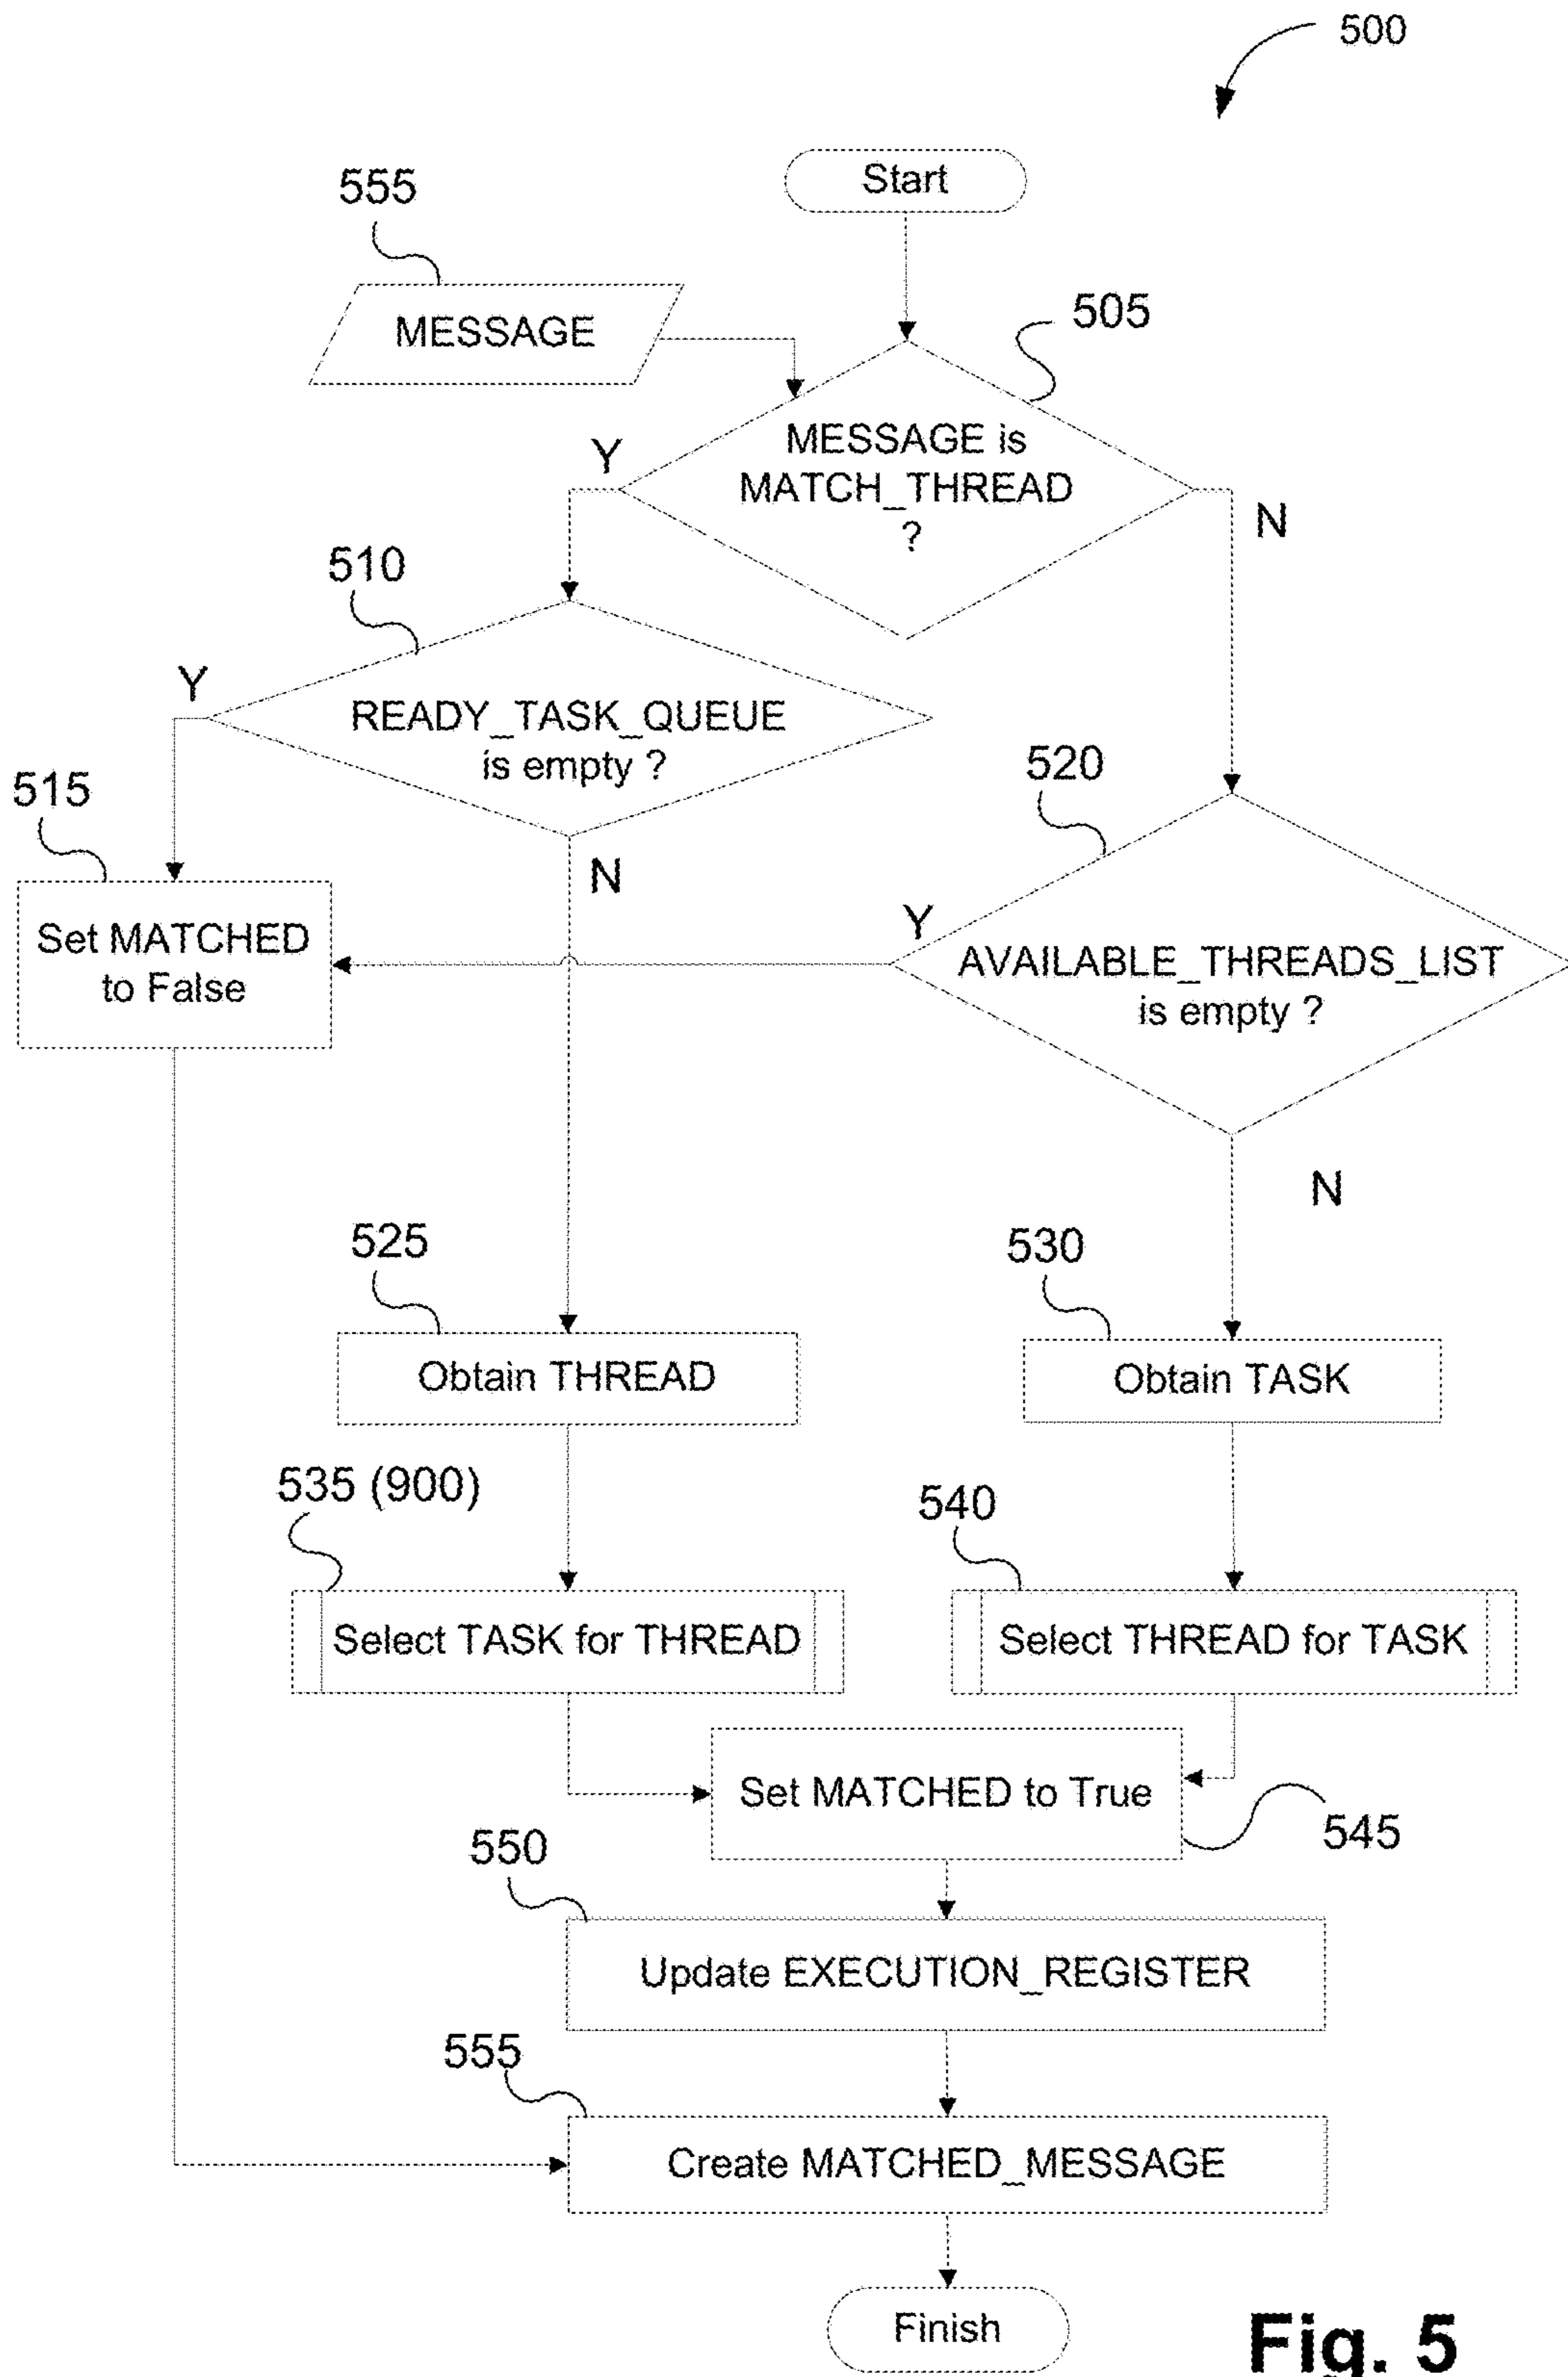 500
Start
555
MESSAGE
505
MESSAGE is
MATCH_THREAD
?
Y
N
510
READY_TASK_QUEUE
is empty ?
Y
N
515
Set MATCHED
to False
520
AVAILABLE_THREADS_LIST
is empty ?
Y
N
525
Obtain THREAD
530
Obtain TASK
535 (900)
Select TASK for THREAD
540
Select THREAD for TASK
Set MATCHED to True
545
550
Update EXECUTION_REGISTER
555
Create MATCHED_MESSAGE
Finish
Fig. 5